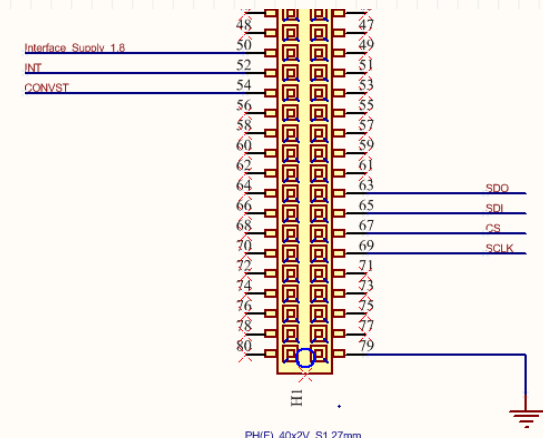 48 47
Interface_Supply_1.8 50 49
INT 52 51
CONVST 54 53
56 55
58 57
60 59
62 61
64 63 SDO
66 65 SDI
68 67 CS
70 69 SCLK
72 71
74 73
76 75
78 77
80 79
H1
PH(F)_40x2V_S1.27mm